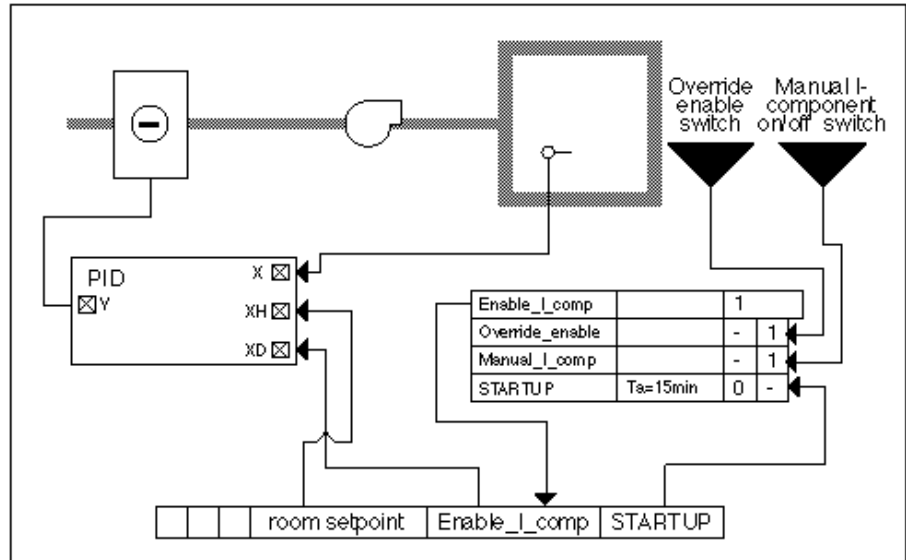 Override
enable
switch
Manual I-
component
on/off switch
PID
X
Y
XH
XD
Enable_I_comp 1
Override_enable - 1
Manual_I_comp - 1
STARTUP Ta=15min 0 -
room setpoint Enable_I_comp STARTUP